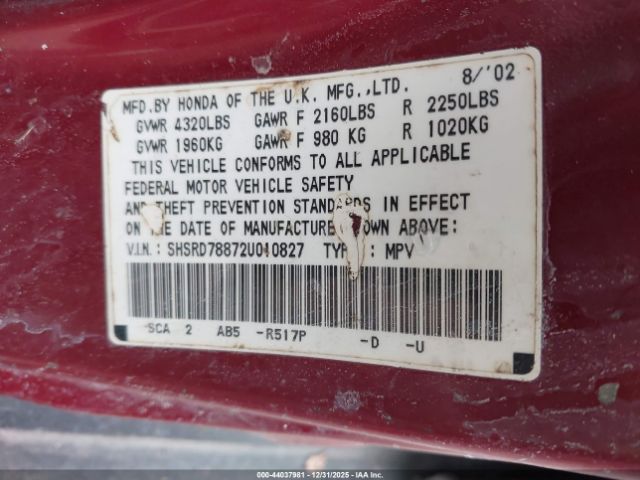 8/'02
MFD.BY HONDA OF THE U.K. MFG.,LTD.
GVWR 4320LBS GAWR F 2160LBS R 2250LBS
GVWR 1960KG GAWR F 980 KG R 1020KG
THIS VEHICLE CONFORMS TO ALL APPLICABLE
FEDERAL MOTOR VEHICLE SAFETY
AND THEFT PREVENTION STANDARDS IN EFFECT
ON THE DATE OF MANUFACTURE SHOWN ABOVE:
V.I.N.: SHSRD78872U010827 TYPE : MPV
-SCA 2 AB5 -R517P -D -U
000-44037981 - 12/31/2025 - IAA Inc.